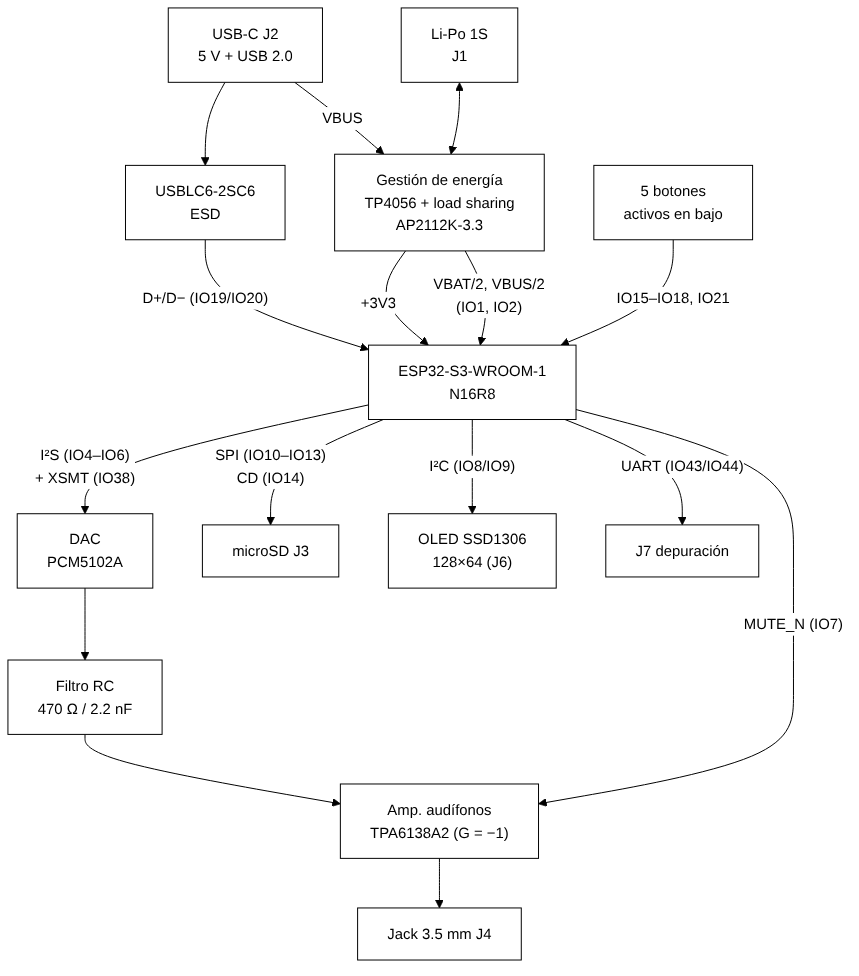 USB-C J2
5 V + USB 2.0
Li-Po 1S
J1
VBUS
USBLC6-2SC6
ESD
Gestión de energía
TP4056 + load sharing
AP2112K-3.3
5 botones
activos en bajo
D+/D− (IO19/IO20)
+3V3
VBAT/2, VBUS/2
(IO1, IO2)
IO15–IO18, IO21
ESP32-S3-WROOM-1
N16R8
I²S (IO4–IO6)
+ XSMT (IO38)
SPI (IO10–IO13)
CD (IO14)
I²C (IO8/IO9)
UART (IO43/IO44)
DAC
PCM5102A
microSD J3
OLED SSD1306
128×64 (J6)
J7 depuración
MUTE_N (IO7)
Filtro RC
470 Ω / 2.2 nF
Amp. audífonos
TPA6138A2 (G = −1)
Jack 3.5 mm J4